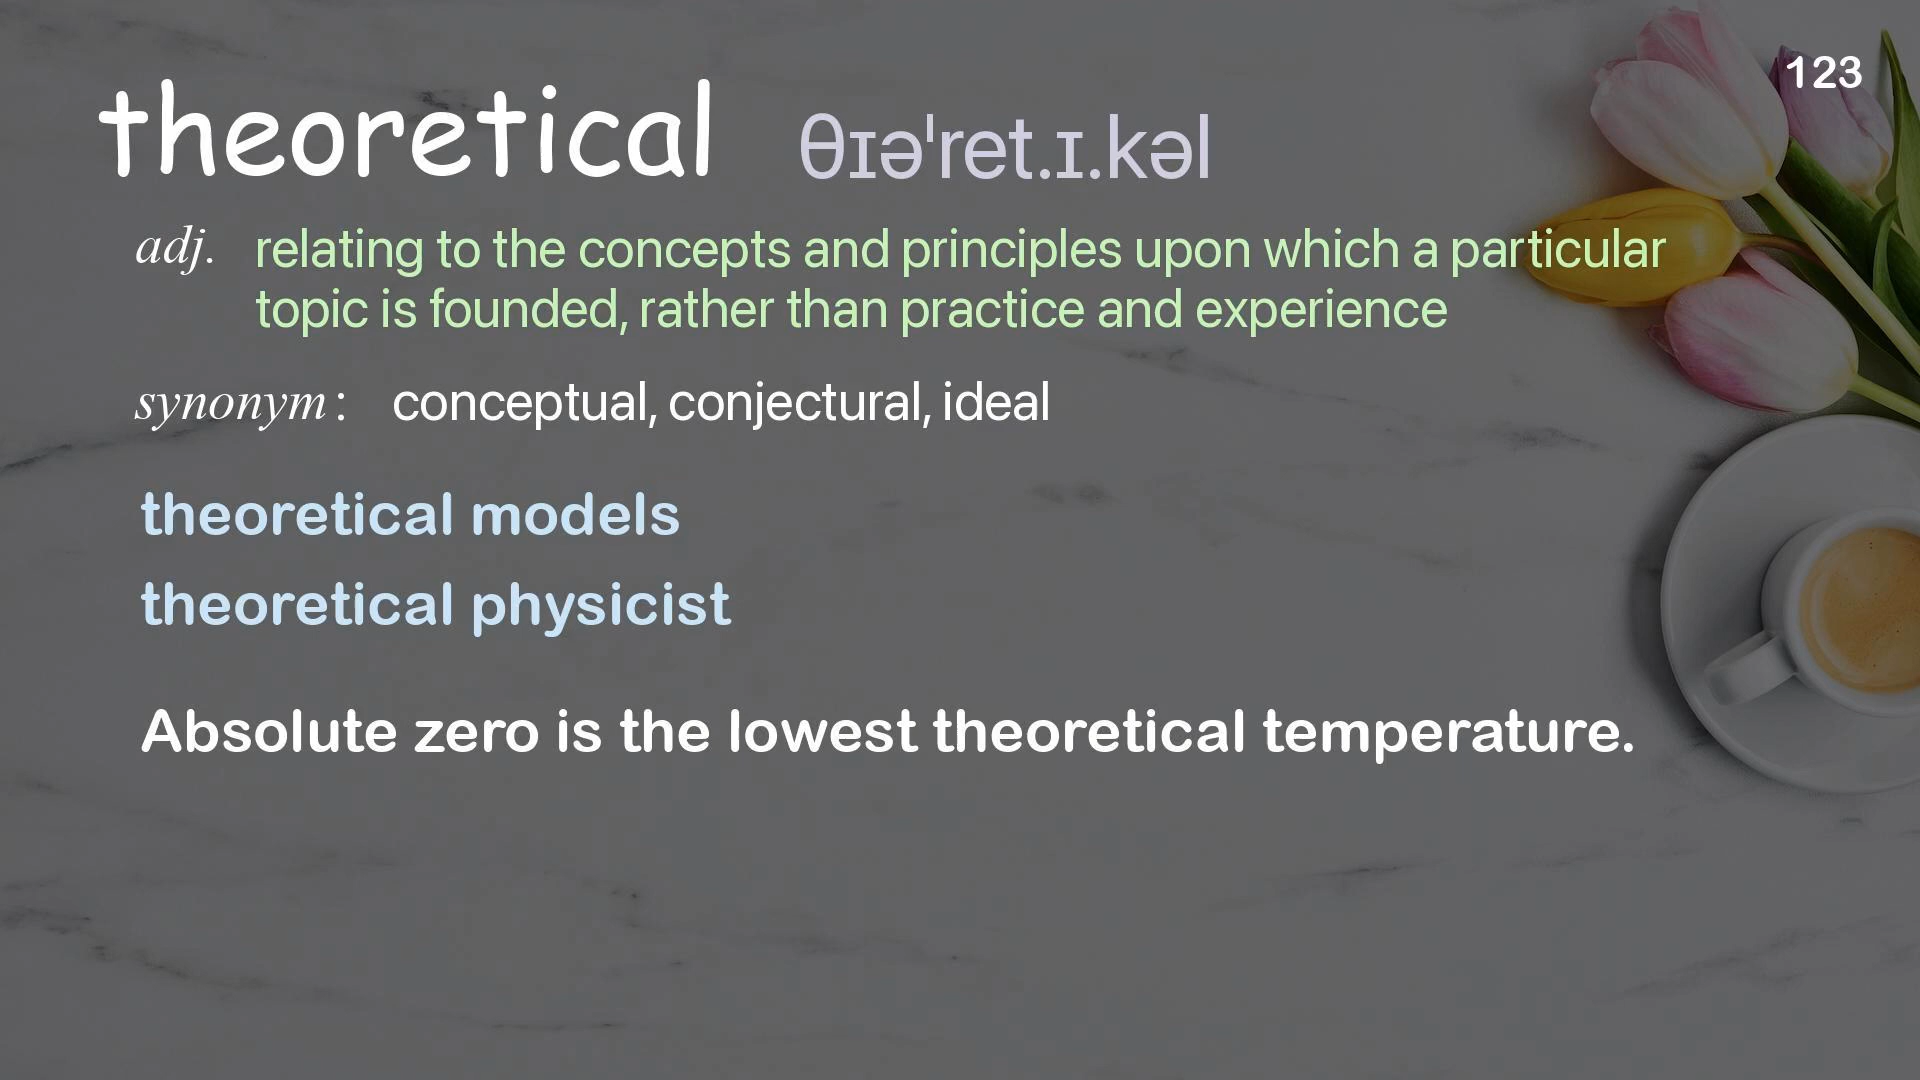 123
theoretical θɪəˈret.ɪ.kəl
adj. relating to the concepts and principles upon which a particular
topic is founded, rather than practice and experience
synonym: conceptual, conjectural, ideal
theoretical models
theoretical physicist
Absolute zero is the lowest theoretical temperature.